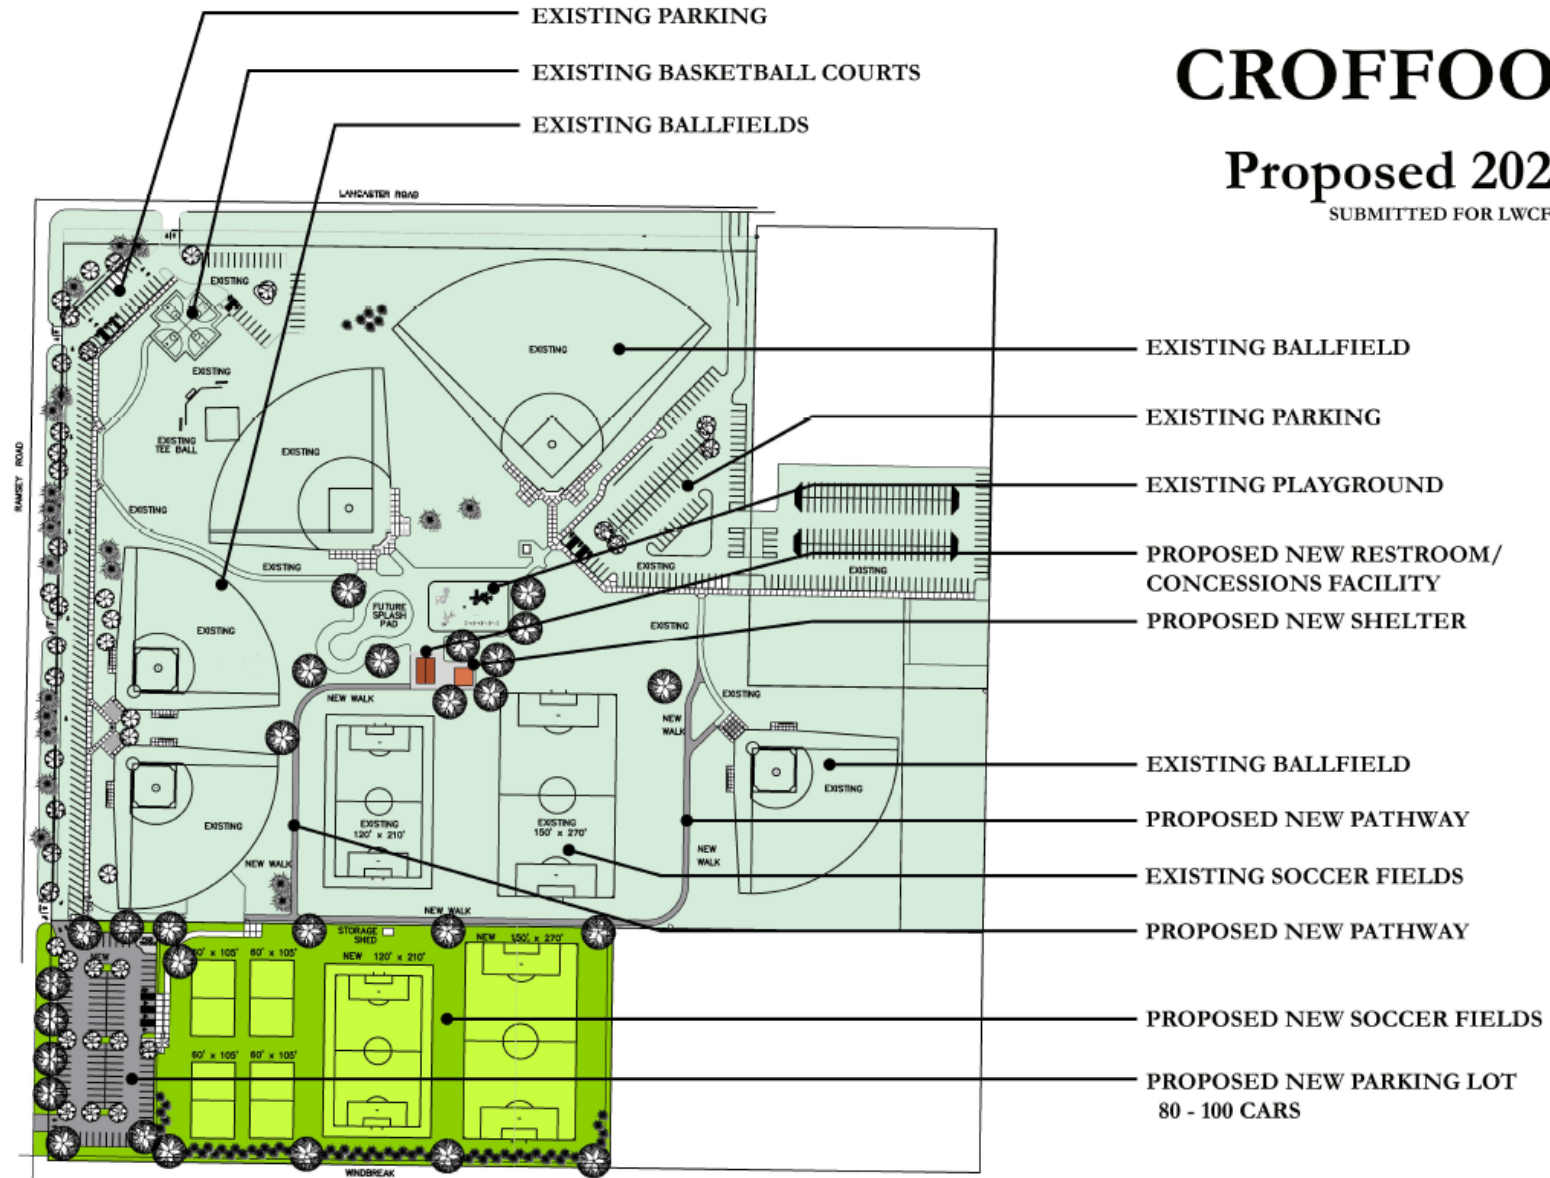 EXISTING PARKING
EXISTING BASKETBALL COURTS
EXISTING BALLFIELDS
CROFFOO
Proposed 202
SUBMITTED FOR LWCF
LANCASTER ROAD
RAMSEY ROAD
EXISTING
EXISTING
EXISTING
EXISTING BALLFIELD
EXISTING PARKING
EXISTING PLAYGROUND
PROPOSED NEW RESTROOM/
CONCESSIONS FACILITY
PROPOSED NEW SHELTER
EXISTING BALLFIELD
PROPOSED NEW PATHWAY
EXISTING SOCCER FIELDS
PROPOSED NEW PATHWAY
PROPOSED NEW SOCCER FIELDS
PROPOSED NEW PARKING LOT
80 - 100 CARS
EXISTING
TEE BALL
EXISTING
EXISTING
EXISTING
EXISTING
EXISTING
FUTURE
SPLASH
PAD
EXISTING
EXISTING
NEW WALK
EXISTING
NEW
WALK
EXISTING
120' x 210'
EXISTING
150' x 270'
EXISTING
EXISTING
NEW WALK
NEW
WALK
NEW WALK
STORAGE
SHED
NEW 150' x 270'
NEW 120' x 210'
NEW
60' x 105'
60' x 105'
60' x 105'
60' x 105'
WINDBREAK